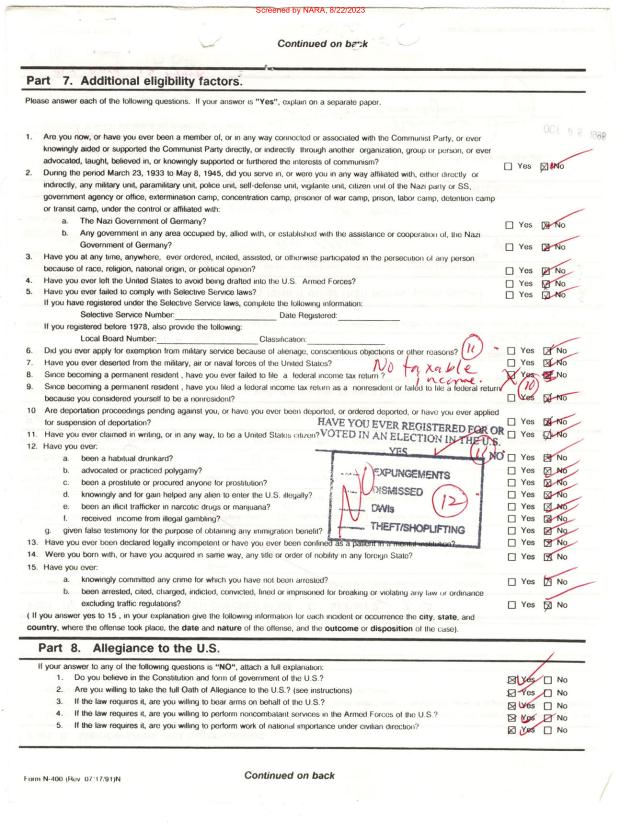 Screened by NARA, 8/22/2023
Continued on back
Part 7. Additional eligibility factors.
Please answer each of the following questions. If your answer is "Yes", explain on a separate paper.
1. Are you now, or have you ever been a member of, or in any way connected or associated with the Communist Party, or ever
knowingly aided or supported the Communist Party directly, or indirectly through another organization, group or person, or ever
advocated, taught, believed in, or knowingly supported or furthered the interests of communism? Yes No
2. During the period March 23, 1933 to May 8, 1945, did you serve in, or were you in any way affiliated with, either directly or
indirectly, any military unit, paramilitary unit, police unit, self-defense unit, vigilante unit, citizen unit of the Nazi party or SS,
government agency or office, extermination camp, concentration camp, prisoner of war camp, prison, labor camp, detention camp
or transit camp, under the control or affiliated with:
a. The Nazi Government of Germany? Yes No
b. Any government in any area occupied by, allied with, or established with the assistance or cooperation of, the Nazi
Government of Germany? Yes No
3. Have you at any time, anywhere, ever ordered, incited, assisted, or otherwise participated in the persecution of any person
because of race, religion, national origin, or political opinion? Yes No
4. Have you ever left the United States to avoid being drafted into the U.S. Armed Forces? Yes No
5. Have you ever failed to comply with Selective Service laws? Yes No
If you have registered under the Selective Service laws, complete the following information:
Selective Service Number: Date Registered:
If you registered before 1978, also provide the following:
Local Board Number: Classification:
6. Did you ever apply for exemption from military service because of alienage, conscientious objections or other reasons? 11 Yes No
7. Have you ever deserted from the military, air or naval forces of the United States? Yes No
No taxable
income.
8. Since becoming a permanent resident , have you ever failed to file a federal income tax return ? Yes No
9. Since becoming a permanent resident , have you filed a federal income tax return as a nonresident or failed to file a federal return
because you considered yourself to be a nonresident? Yes No
10
10 Are deportation proceedings pending against you, or have you ever been deported, or ordered deported, or have you ever applied
for suspension of deportation? Yes No
HAVE YOU EVER REGISTERED FOR OR
VOTED IN AN ELECTION IN THE U.S.
YES NO
11. Have you ever claimed in writing, or in any way, to be a United States citizen? Yes No
12. Have you ever:
a. been a habitual drunkard? Yes No
b. advocated or practiced polygamy? Yes No
c. been a prostitute or procured anyone for prostitution? Yes No
d. knowingly and for gain helped any alien to enter the U.S. illegally? Yes No
e. been an illicit trafficker in narcotic drugs or marijuana? Yes No
f. received income from illegal gambling? Yes No
g. given false testimony for the purpose of obtaining any immigration benefit? Yes No
EXPUNGEMENTS
DISMISSED
DWIs
THEFT/SHOPLIFTING
12
13. Have you ever been declared legally incompetent or have you ever been confined as a patient in a mental institution? Yes No
14. Were you born with, or have you acquired in same way, any title or order of nobility in any foreign State? Yes No
15. Have you ever:
a. knowingly committed any crime for which you have not been arrested? Yes No
b. been arrested, cited, charged, indicted, convicted, fined or imprisoned for breaking or violating any law or ordinance
excluding traffic regulations? Yes No
( If you answer yes to 15 , in your explanation give the following information for each incident or occurrence the city, state, and
country, where the offense took place, the date and nature of the offense, and the outcome or disposition of the case).
Part 8. Allegiance to the U.S.
If your answer to any of the following questions is "NO", attach a full explanation:
1. Do you believe in the Constitution and form of government of the U.S.? Yes No
2. Are you willing to take the full Oath of Allegiance to the U.S.? (see instructions) Yes No
3. If the law requires it, are you willing to bear arms on behalf of the U.S.? Yes No
4. If the law requires it, are you willing to perform noncombatant services in the Armed Forces of the U.S.? Yes No
5. If the law requires it, are you willing to perform work of national importance under civilian direction? Yes No
Form N-400 (Rev 07/17/91)N
Continued on back